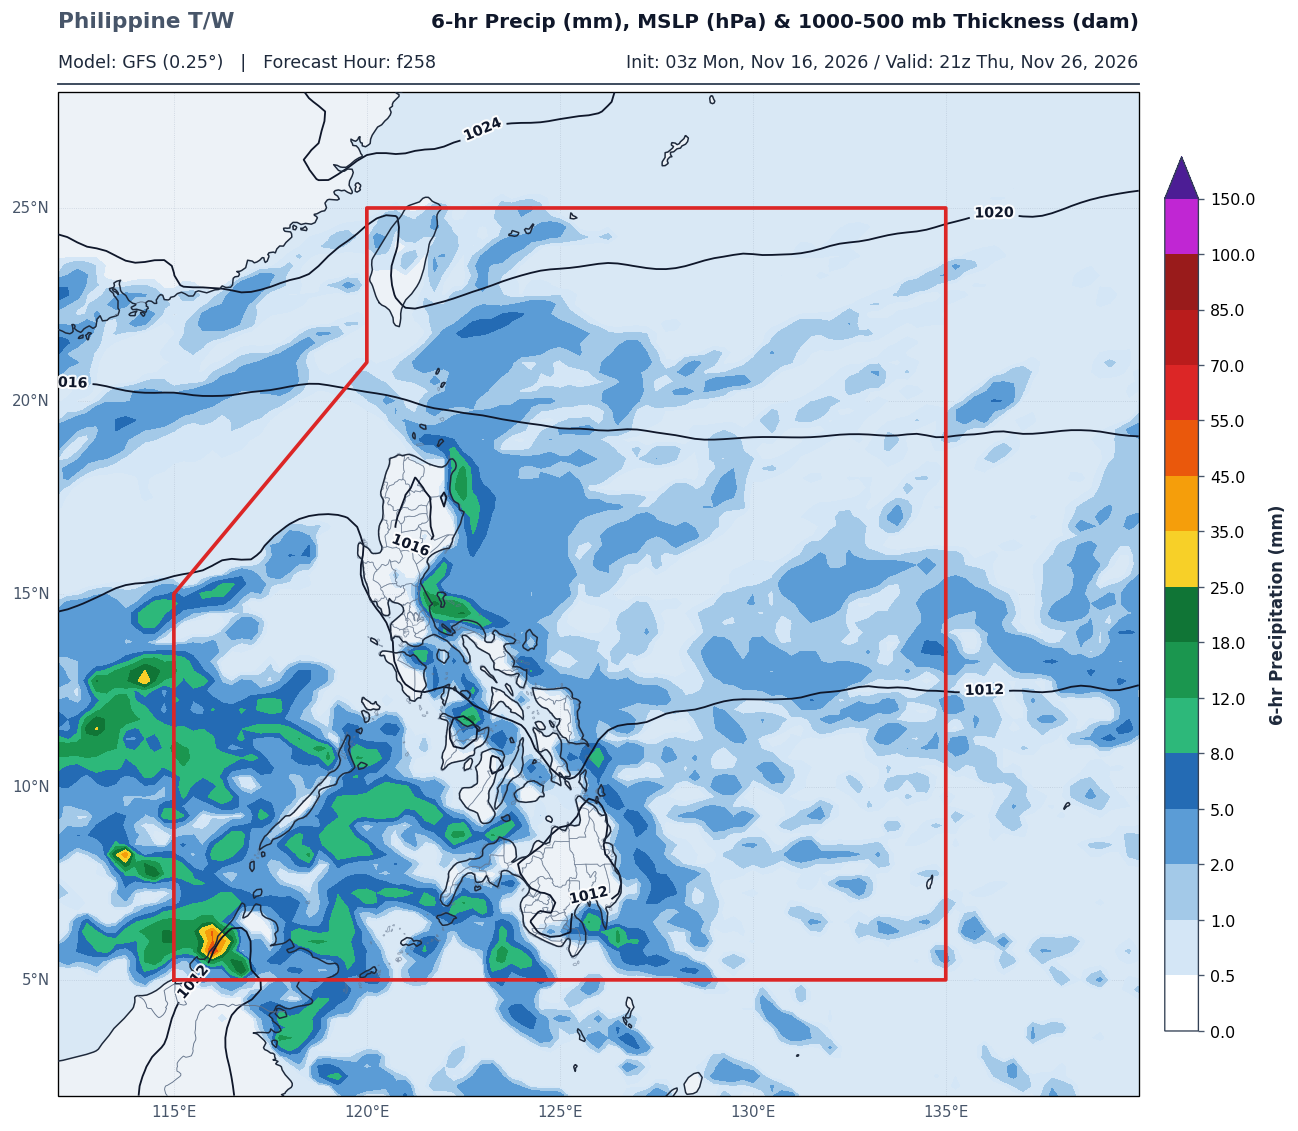 Philippine T/W
6-hr Precip (mm), MSLP (hPa) & 1000-500 mb Thickness (dam)
Model: GFS (0.25°) | Forecast Hour: f258
Init: 03z Mon, Nov 16, 2026 / Valid: 21z Thu, Nov 26, 2026
1024
1020
016
1016
1012
1012
1012
25°N
20°N
15°N
10°N
5°N
115°E
120°E
125°E
130°E
135°E
150.0
100.0
85.0
70.0
55.0
45.0
35.0
25.0
18.0
12.0
8.0
5.0
2.0
1.0
0.5
0.0
6-hr Precipitation (mm)